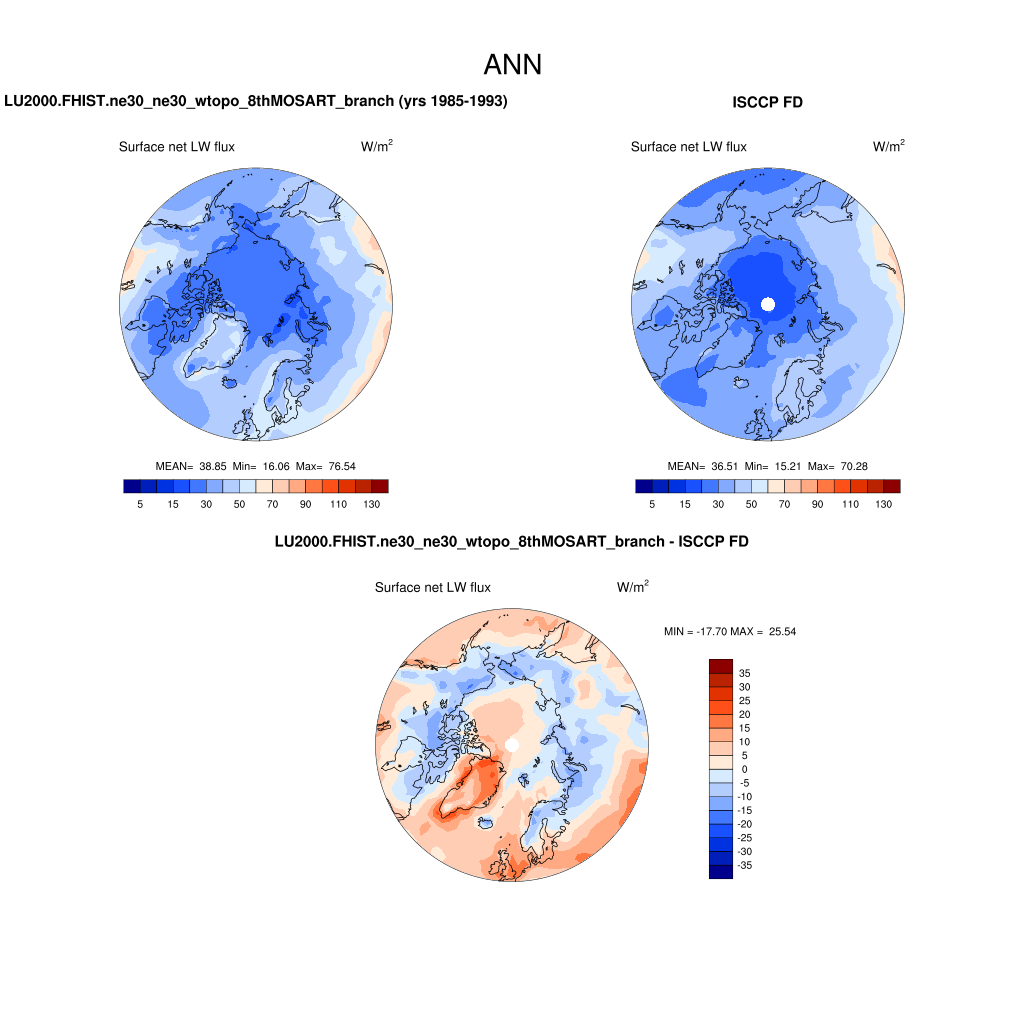 ANN
LU2000.FHIST.ne30_ne30_wtopo_8thMOSART_branch (yrs 1985-1993)
ISCCP FD
Surface net LW flux
W/m2
Surface net LW flux
W/m2
MEAN= 38.85 Min= 16.06 Max= 76.54
MEAN= 36.51 Min= 15.21 Max= 70.28
5 15 30 50 70 90 110 130
5 15 30 50 70 90 110 130
LU2000.FHIST.ne30_ne30_wtopo_8thMOSART_branch - ISCCP FD
Surface net LW flux
W/m2
MIN = -17.70 MAX = 25.54
35
30
25
20
15
10
5
0
-5
-10
-15
-20
-25
-30
-35